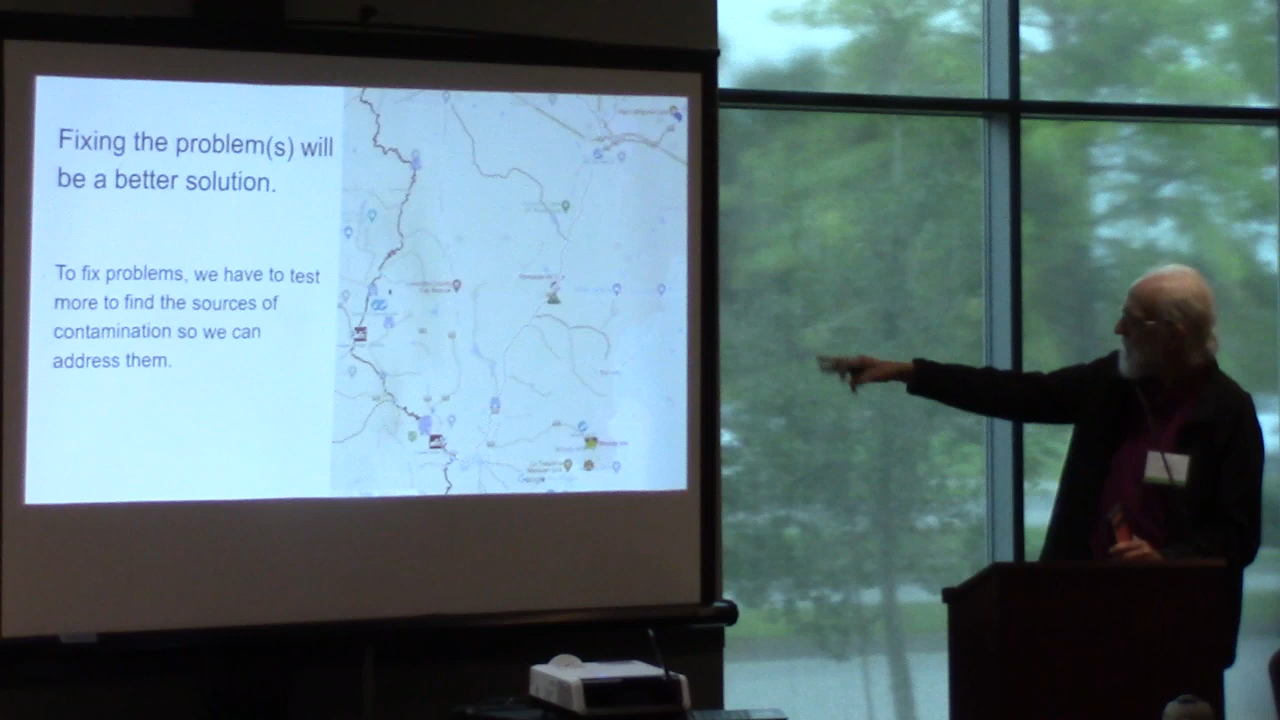 Fixing the problem(s) will
be a better solution.
To fix problems, we have to test
more to find the sources of
contamination so we can
address them.
Google